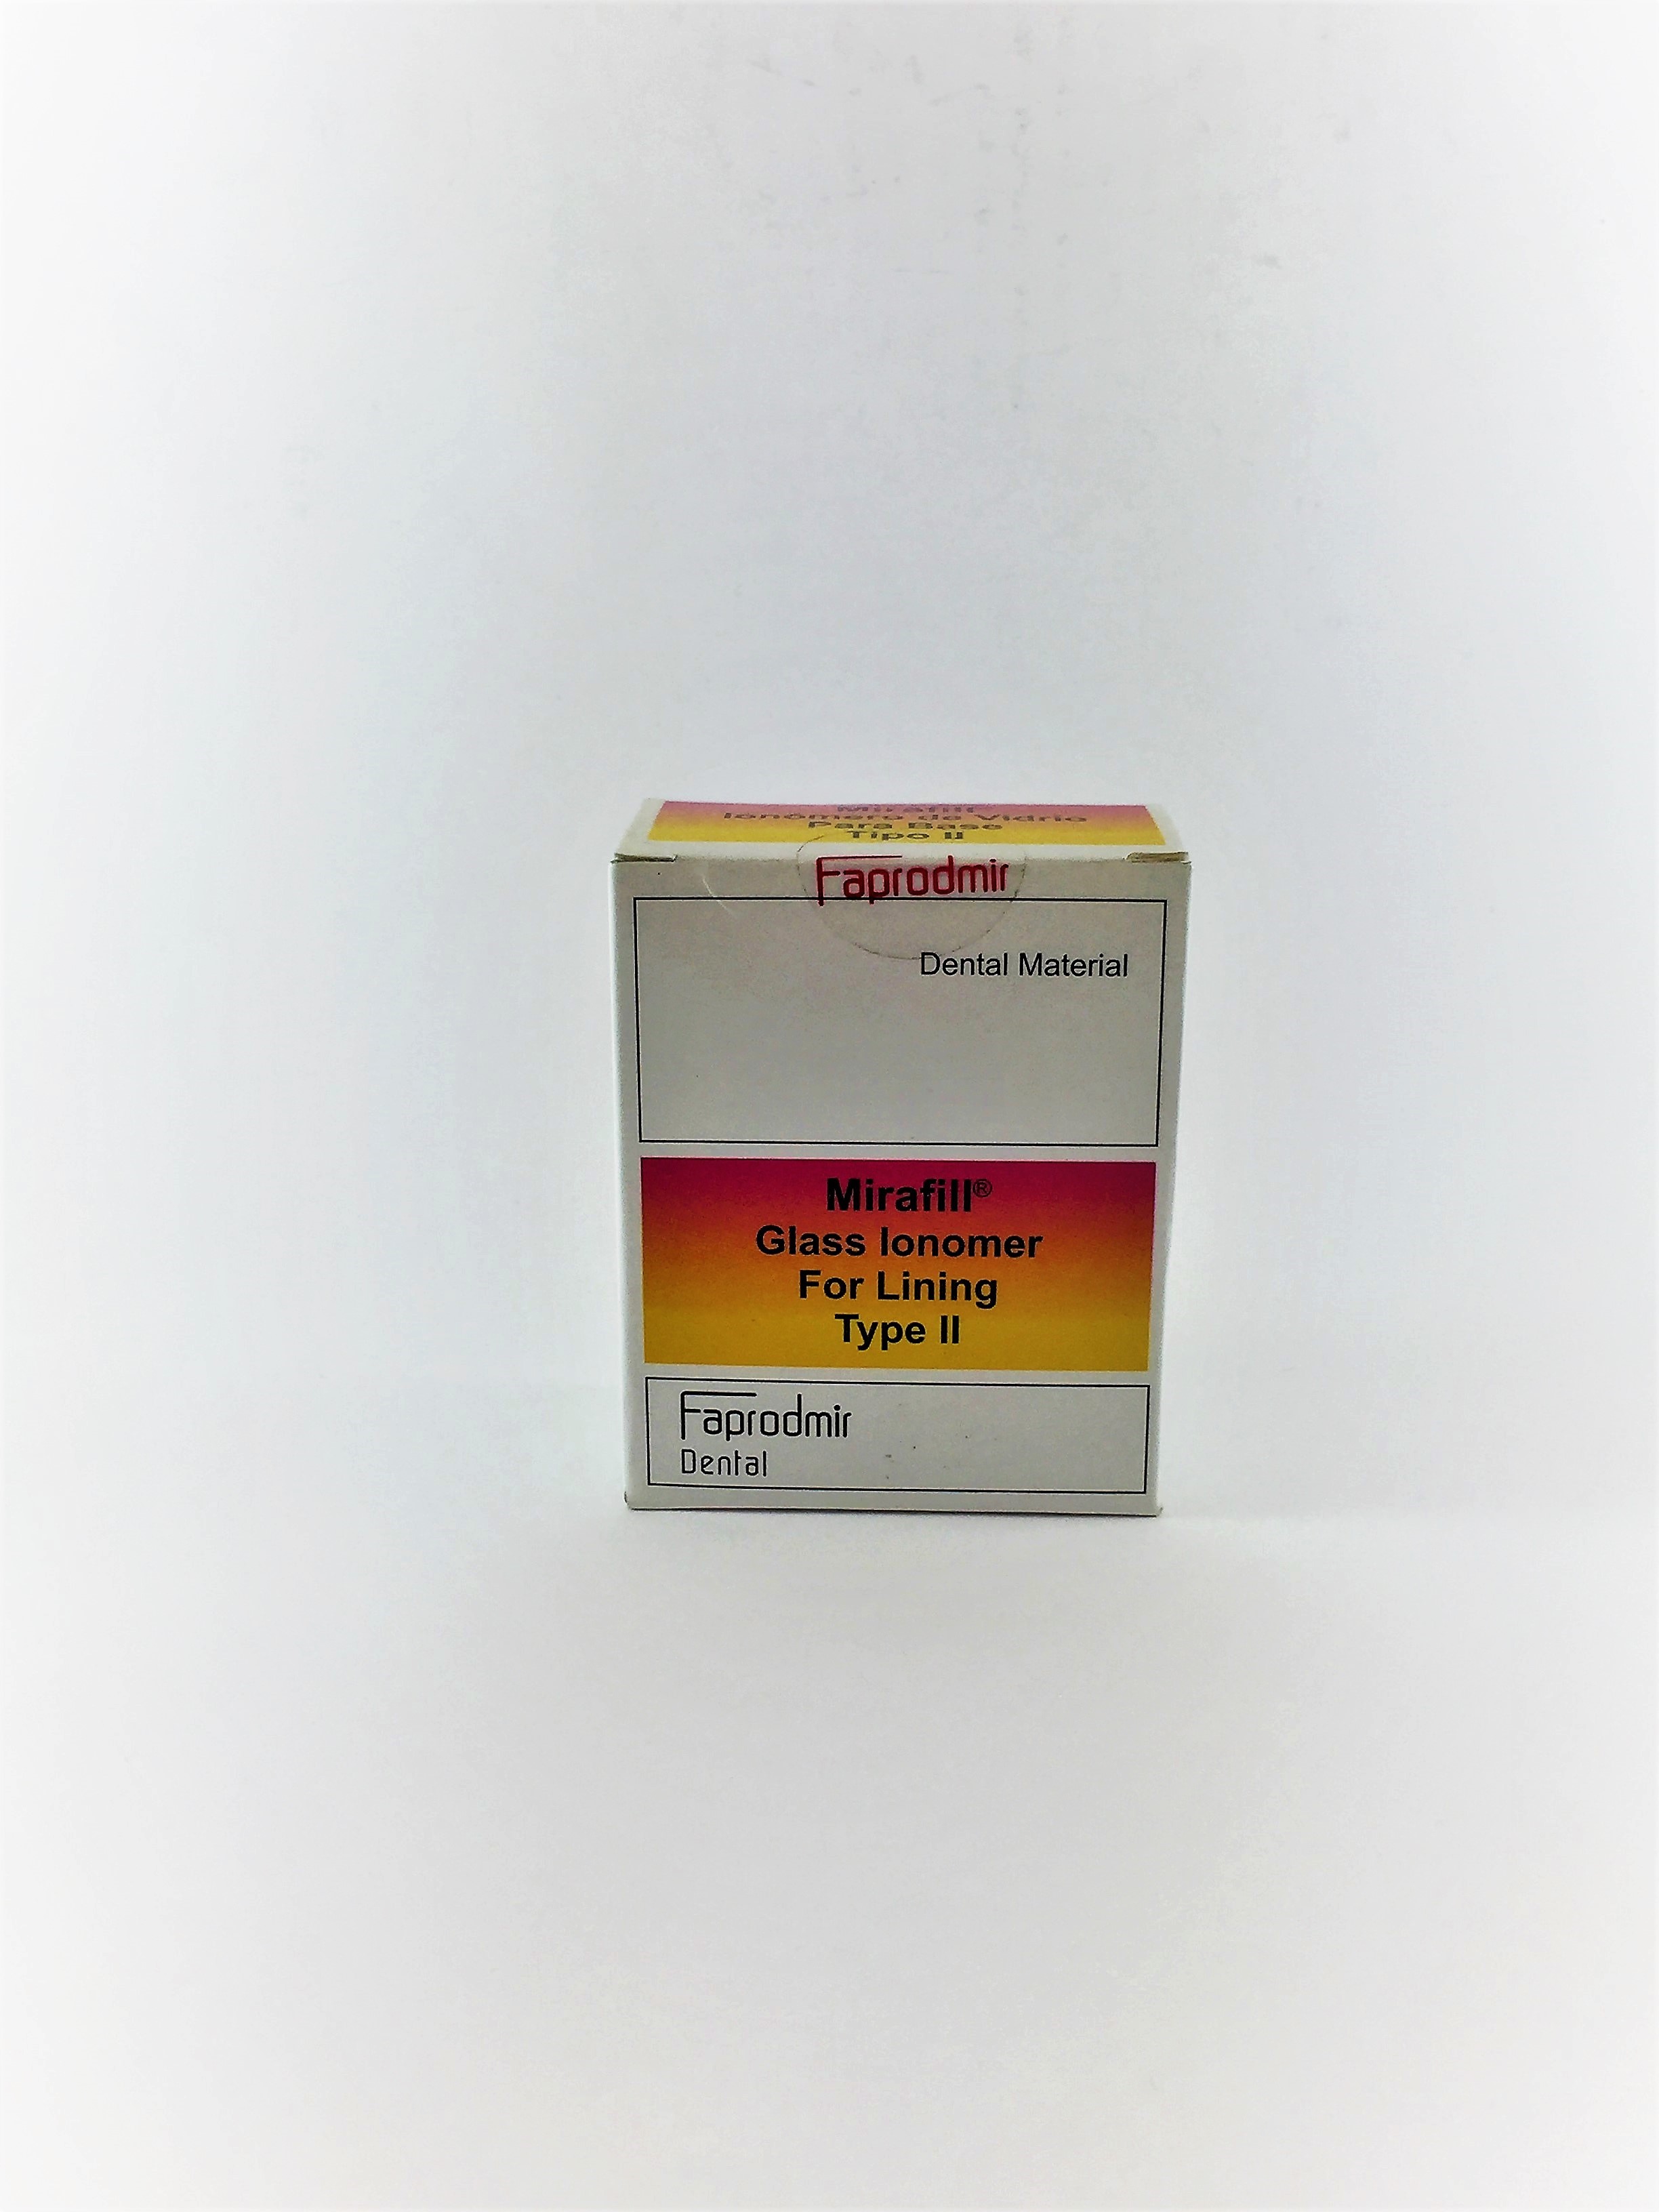 Mirafill®
Ionómero de Vidrio
Para Base
Tipo II
Faprodmir
Dental Material
Mirafill®
Glass Ionomer
For Lining
Type II
Faprodmir
Dental